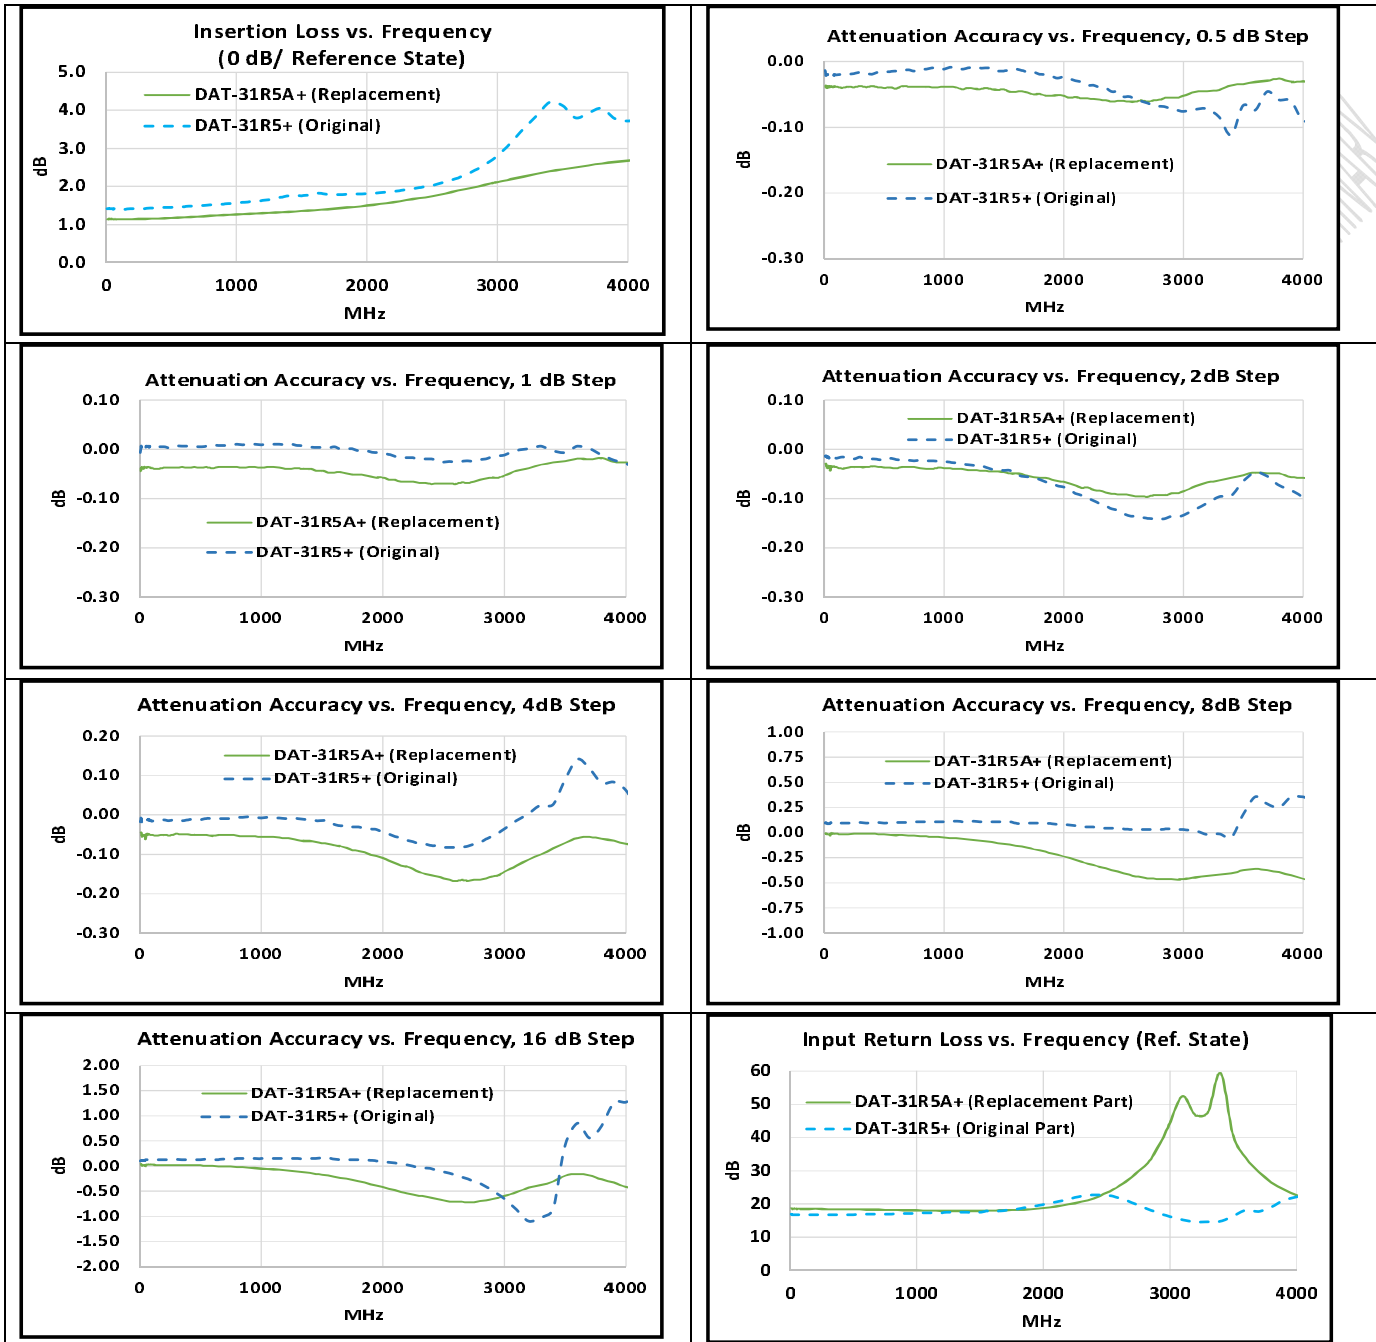 Insertion Loss vs. Frequency
(0 dB/ Reference State)
5.0
4.0
3.0
2.0
1.0
0.0
dB
DAT-31R5A+ (Replacement)
DAT-31R5+ (Original)
0 1000 2000 3000 4000
MHz
Attenuation Accuracy vs. Frequency, 0.5 dB Step
0.00
-0.10
-0.20
-0.30
dB
DAT-31R5A+ (Replacement)
DAT-31R5+ (Original)
0 1000 2000 3000 4000
MHz
Attenuation Accuracy vs. Frequency, 1 dB Step
0.10
0.00
-0.10
-0.20
-0.30
dB
DAT-31R5A+ (Replacement)
DAT-31R5+ (Original)
0 1000 2000 3000 4000
MHz
Attenuation Accuracy vs. Frequency, 2dB Step
0.10
0.00
-0.10
-0.20
-0.30
dB
DAT-31R5A+ (Replacement)
DAT-31R5+ (Original)
0 1000 2000 3000 4000
MHz
Attenuation Accuracy vs. Frequency, 4dB Step
0.20
0.10
0.00
-0.10
-0.20
-0.30
dB
DAT-31R5A+ (Replacement)
DAT-31R5+ (Original)
0 1000 2000 3000 4000
MHz
Attenuation Accuracy vs. Frequency, 8dB Step
1.00
0.75
0.50
0.25
0.00
-0.25
-0.50
-0.75
-1.00
dB
DAT-31R5A+ (Replacement)
DAT-31R5+ (Original)
0 1000 2000 3000 4000
MHz
Attenuation Accuracy vs. Frequency, 16 dB Step
2.00
1.50
1.00
0.50
0.00
-0.50
-1.00
-1.50
-2.00
dB
DAT-31R5A+ (Replacement)
DAT-31R5+ (Original)
0 1000 2000 3000 4000
MHz
Input Return Loss vs. Frequency (Ref. State)
60
50
40
30
20
10
0
dB
DAT-31R5A+ (Replacement Part)
DAT-31R5+ (Original Part)
0 1000 2000 3000 4000
MHz